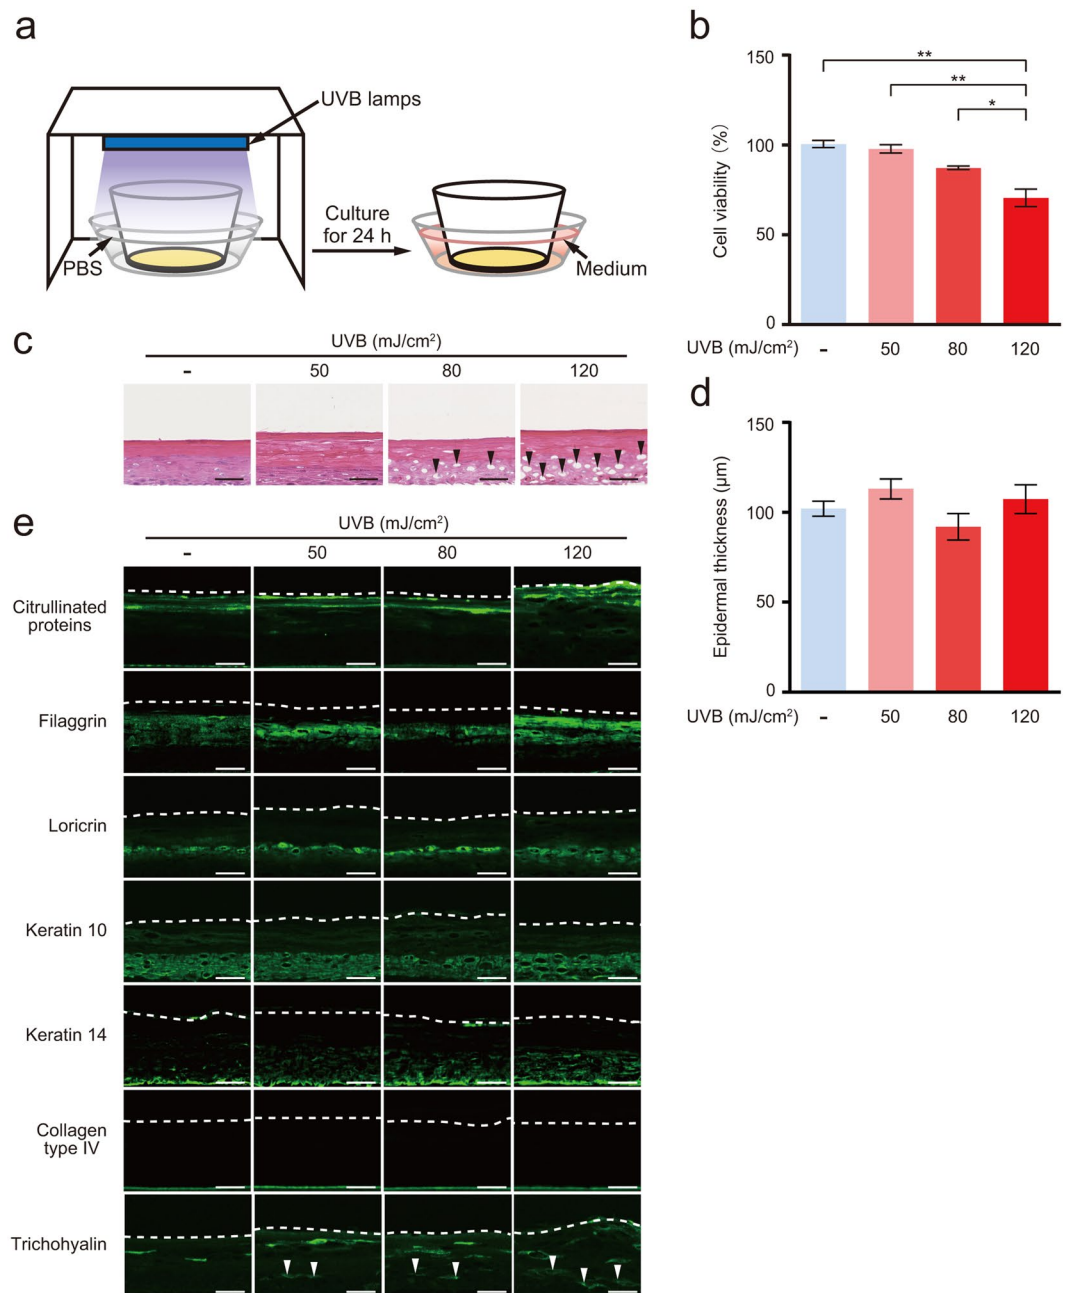 a
UVB lamps
PBS
Culture
for 24 h
Medium
b
Cell viability (%)
150
100
50
0
**
**
*
UVB (mJ/cm²)
-
50
80
120
c
UVB (mJ/cm²)
-
50
80
120
d
Epidermal thickness (μm)
150
100
50
0
UVB (mJ/cm²)
-
50
80
120
e
UVB (mJ/cm²)
-
50
80
120
Citrullinated
proteins
Filaggrin
Loricrin
Keratin 10
Keratin 14
Collagen
type IV
Trichohyalin